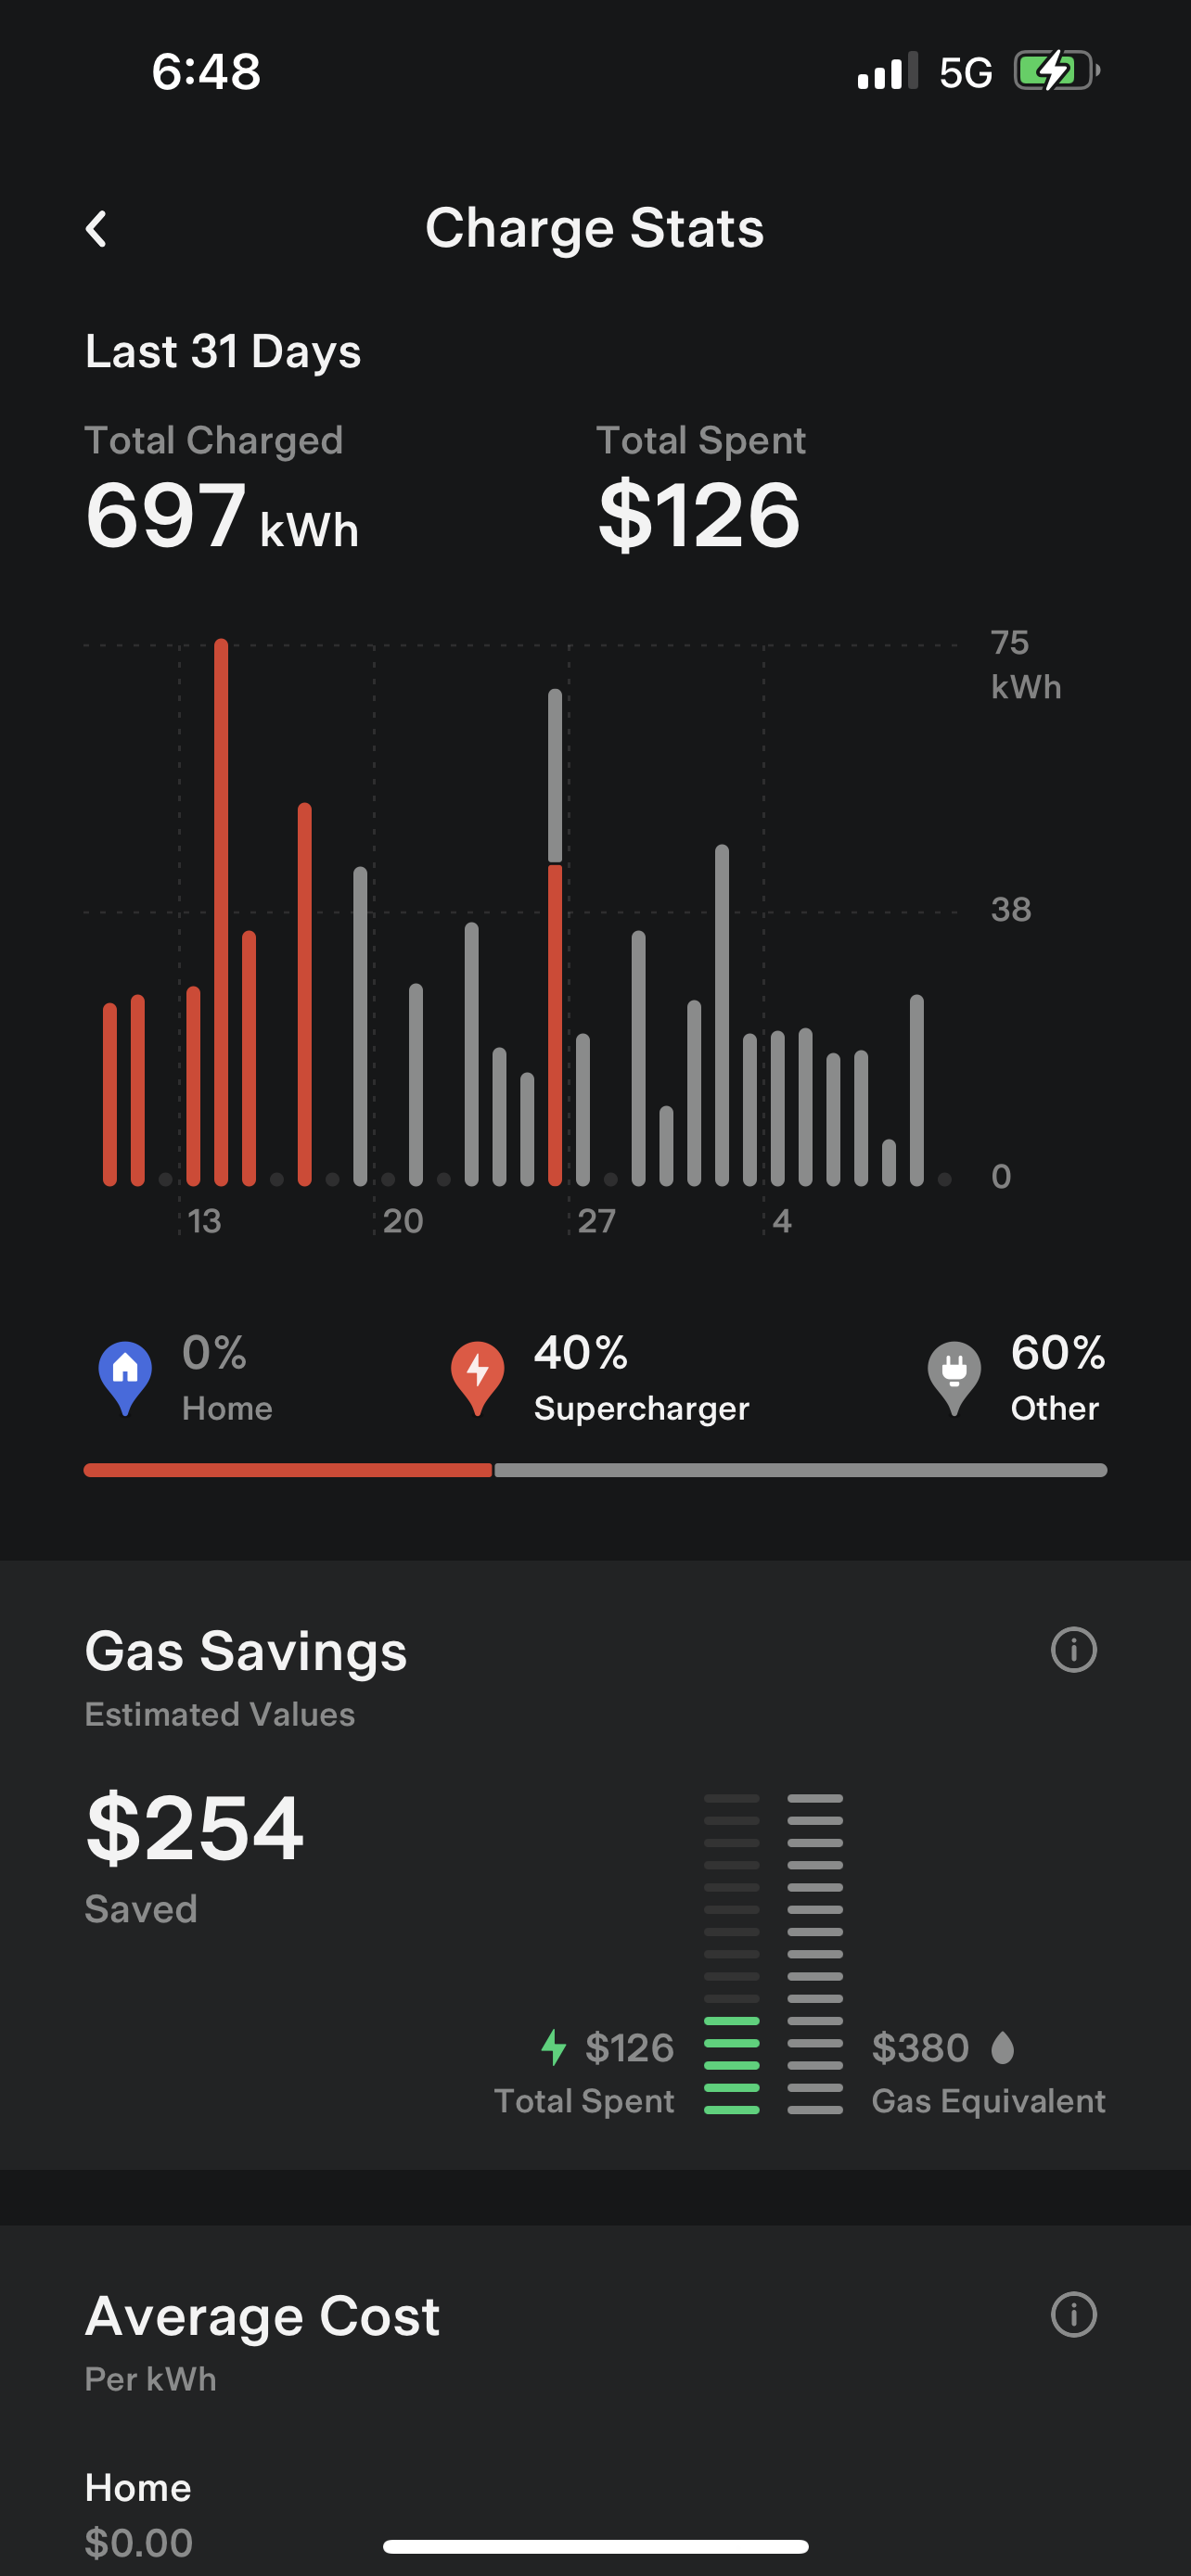 6:48 5G
Charge Stats
Last 31 Days
Total Charged Total Spent
697 kWh $126
75
kWh
38
0
13 20 27 4
0% 40% 60%
Home Supercharger Other
Gas Savings
Estimated Values
$254
Saved
$126 $380
Total Spent Gas Equivalent
Average Cost
Per kWh
Home
$0.00